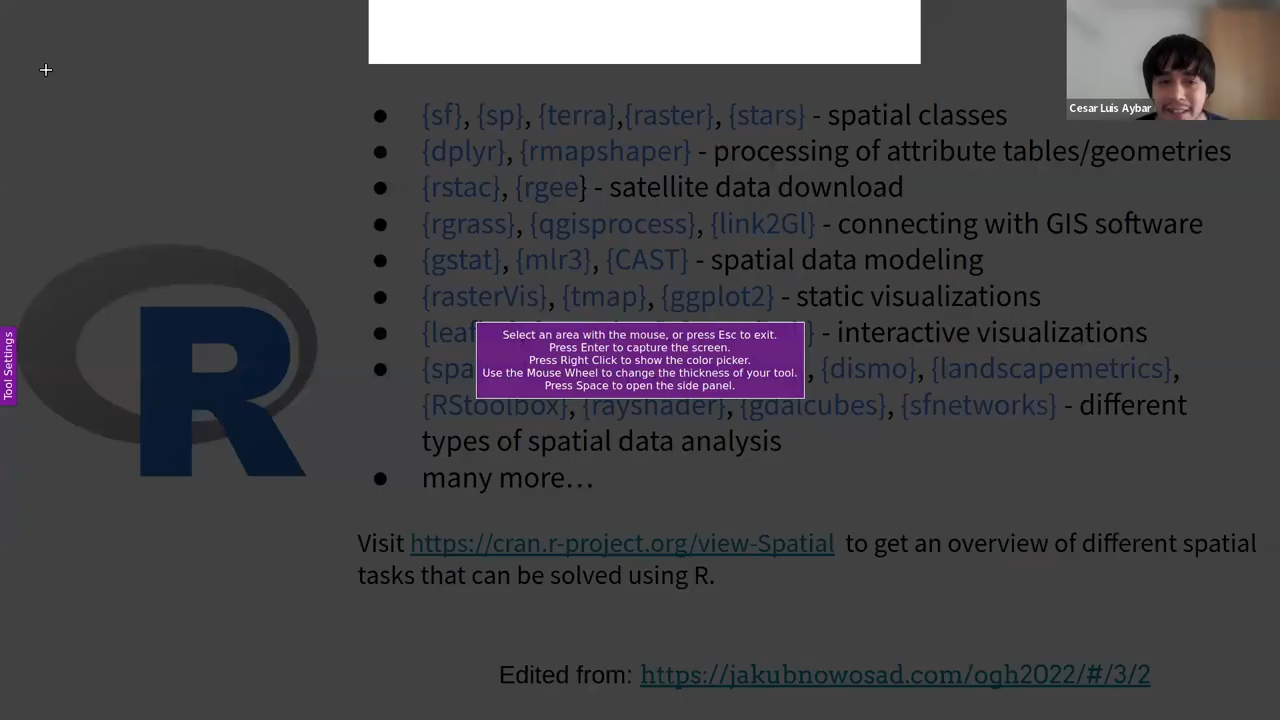 Cesar Luis Aybar
{sf}, {sp}, {terra},{raster}, {stars} - spatial classes
{dplyr}, {rmapshaper} - processing of attribute tables/geometries
{rstac}, {rgee} - satellite data download
{rgrass}, {qgisprocess}, {link2GI} - connecting with GIS software
{gstat}, {mlr3}, {CAST} - spatial data modeling
{rasterVis}, {tmap}, {ggplot2} - static visualizations
Select an area with the mouse, or press Esc to exit.
Press Enter to capture the screen.
Press Right Click to show the color picker.
Use the Mouse Wheel to change the thickness of your tool.
Press Space to open the side panel.
Tool Settings
} - interactive visualizations
, {dismo}, {landscapemetrics},
{RStoolbox}, {rayshader}, {gdalcubes}, {sfnetworks} - different
types of spatial data analysis
many more…
R
Visit https://cran.r-project.org/view-Spatial to get an overview of different spatial
tasks that can be solved using R.
Edited from: https://jakubnowosad.com/ogh2022/#/3/2